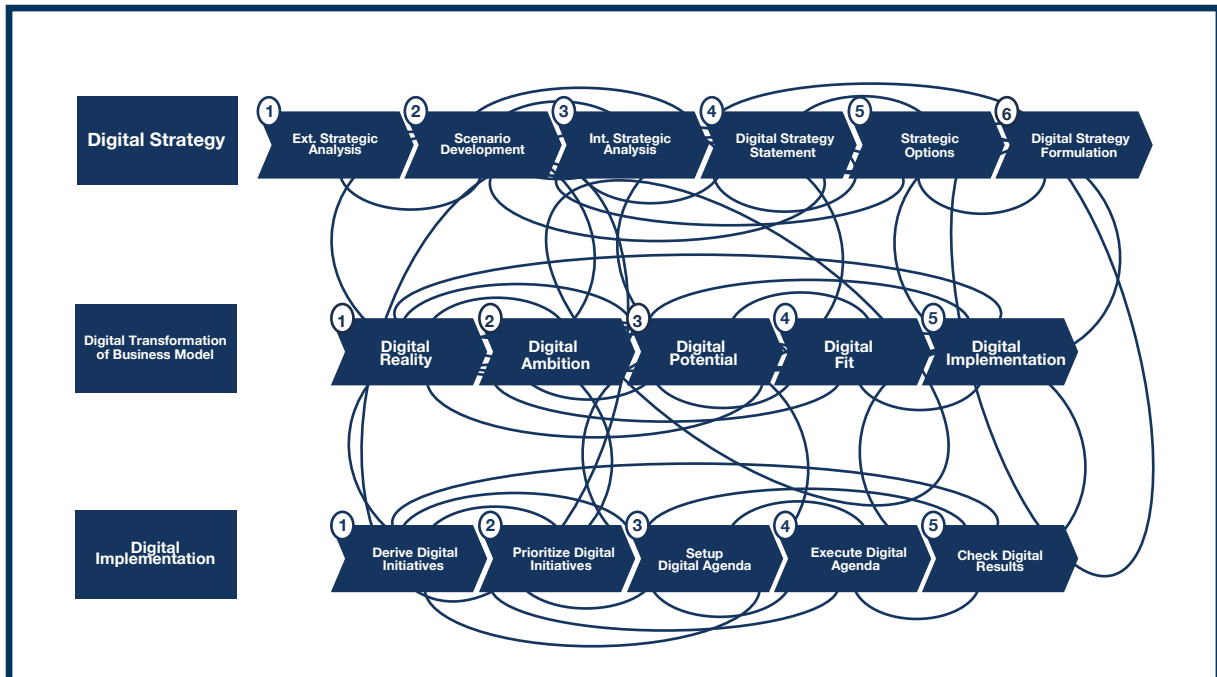 1
2
3
4
5
6
Digital Strategy
Ext. Strategic
Analysis
Scenario
Development
Int. Strategic
Analysis
Digital Strategy
Statement
Strategic
Options
Digital Strategy
Formulation
1
2
3
4
5
Digital Transformation
of Business Model
Digital
Reality
Digital
Ambition
Digital
Potential
Digital
Fit
Digital
Implementation
1
2
3
4
5
Digital
Implementation
Derive Digital
Initiatives
Prioritize Digital
Initiatives
Setup
Digital Agenda
Execute Digital
Agenda
Check Digital
Results